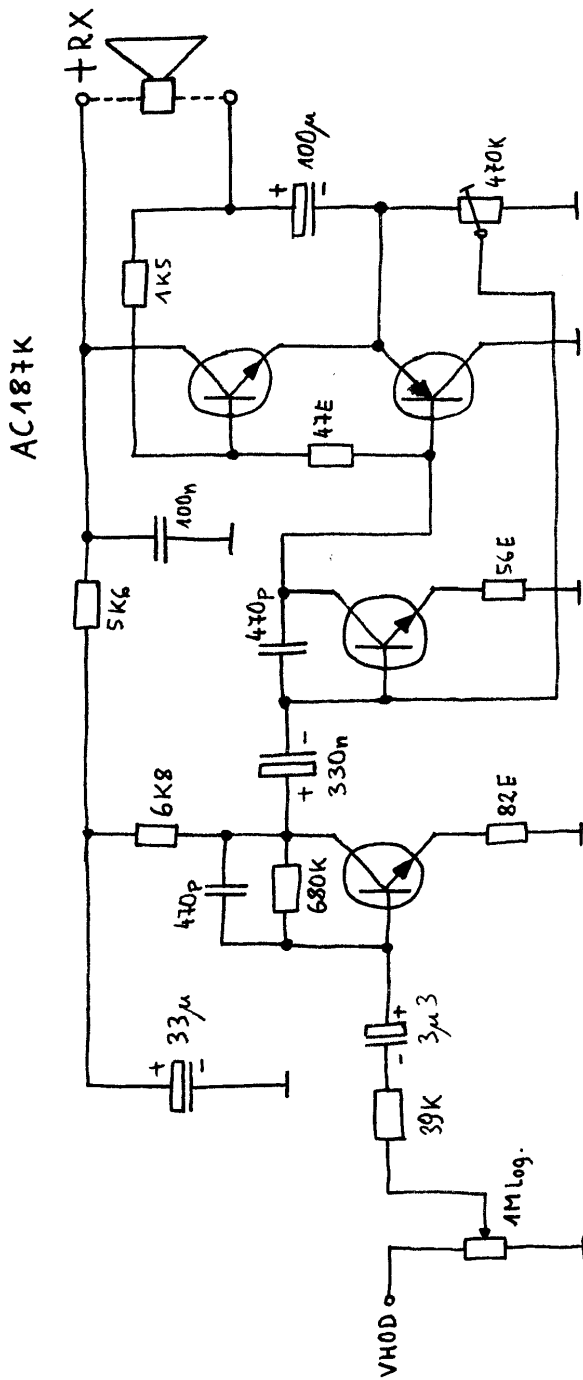 AC187K
+RX
VHOD
1M Log.
39K
-
+
3µ3
+
-
33µ
470p
6K8
680K
82E
+
-
330n
5K6
470p
100n
56E
47E
1K5
+
-
100µ
470K